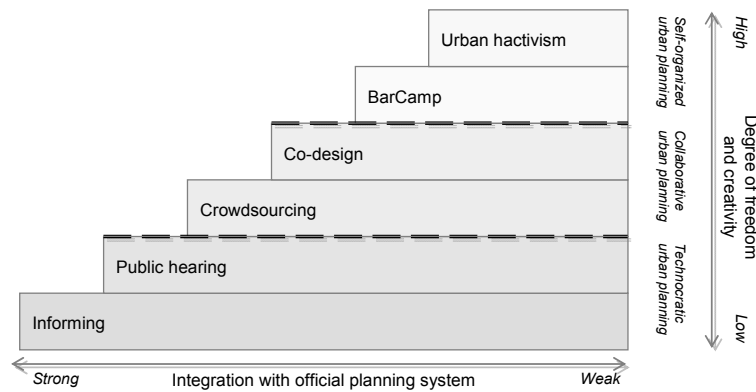 Urban hactivism
BarCamp
Co-design
Crowdsourcing
Public hearing
Informing
Self-organized
urban planning
Collaborative
urban planning
Technocratic
urban planning
High
Degree of freedom
and creativity
Low
Strong
Integration with official planning system
Weak